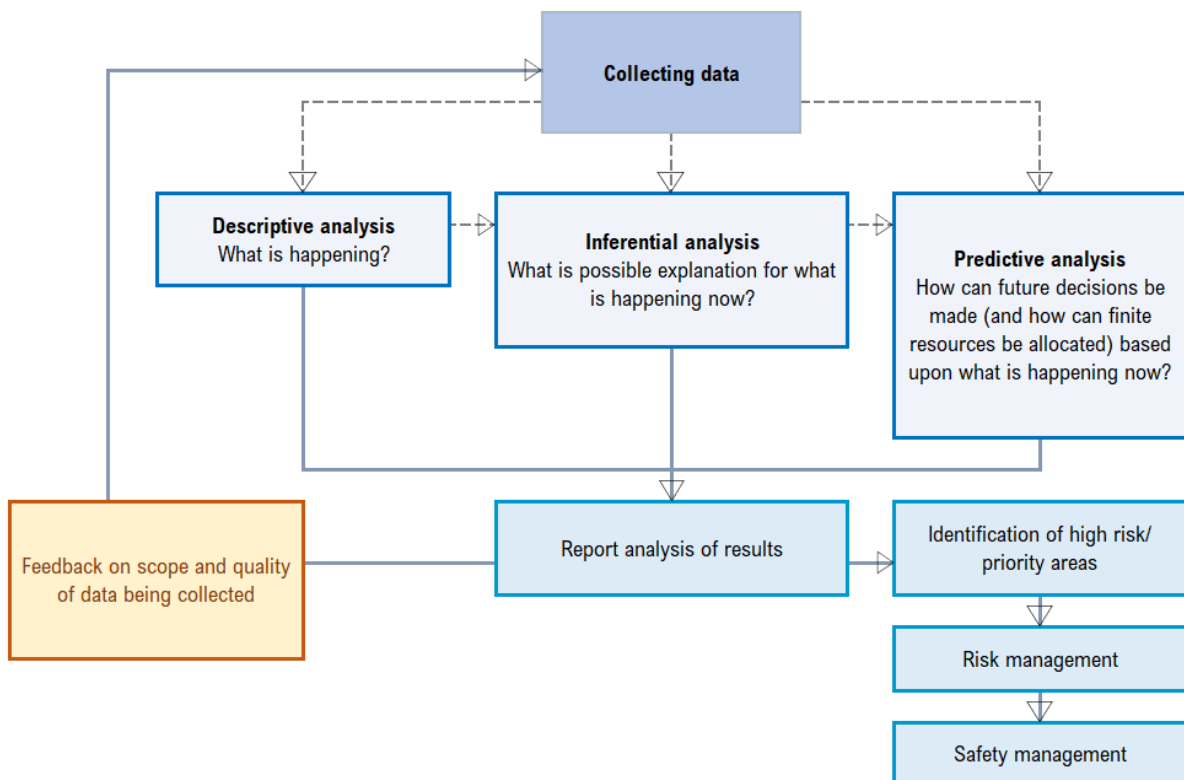 Collecting data
Descriptive analysis
What is happening?
Inferential analysis
What is possible explanation for what
is happening now?
Predictive analysis
How can future decisions be
made (and how can finite
resources be allocated) based
upon what is happening now?
Feedback on scope and quality
of data being collected
Report analysis of results
Identification of high risk/
priority areas
Risk management
Safety management